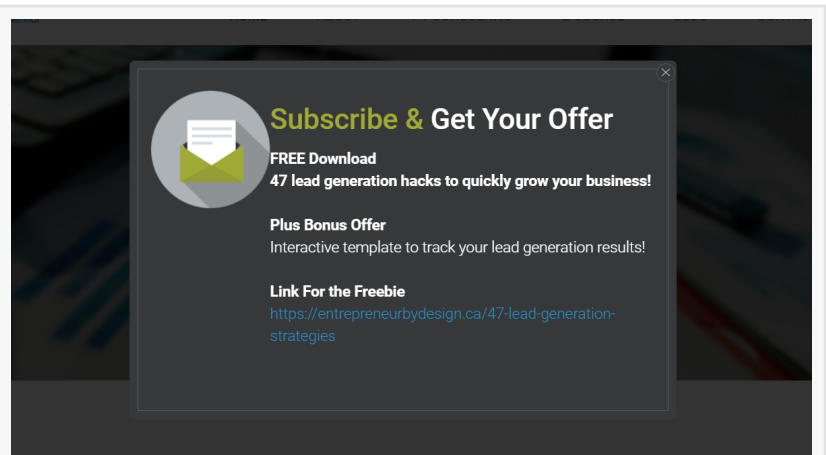 Subscribe & Get Your Offer
FREE Download
47 lead generation hacks to quickly grow your business!
Plus Bonus Offer
Interactive template to track your lead generation results!
Link For the Freebie
https://entrepreneurbydesign.ca/47-lead-generation-
strategies